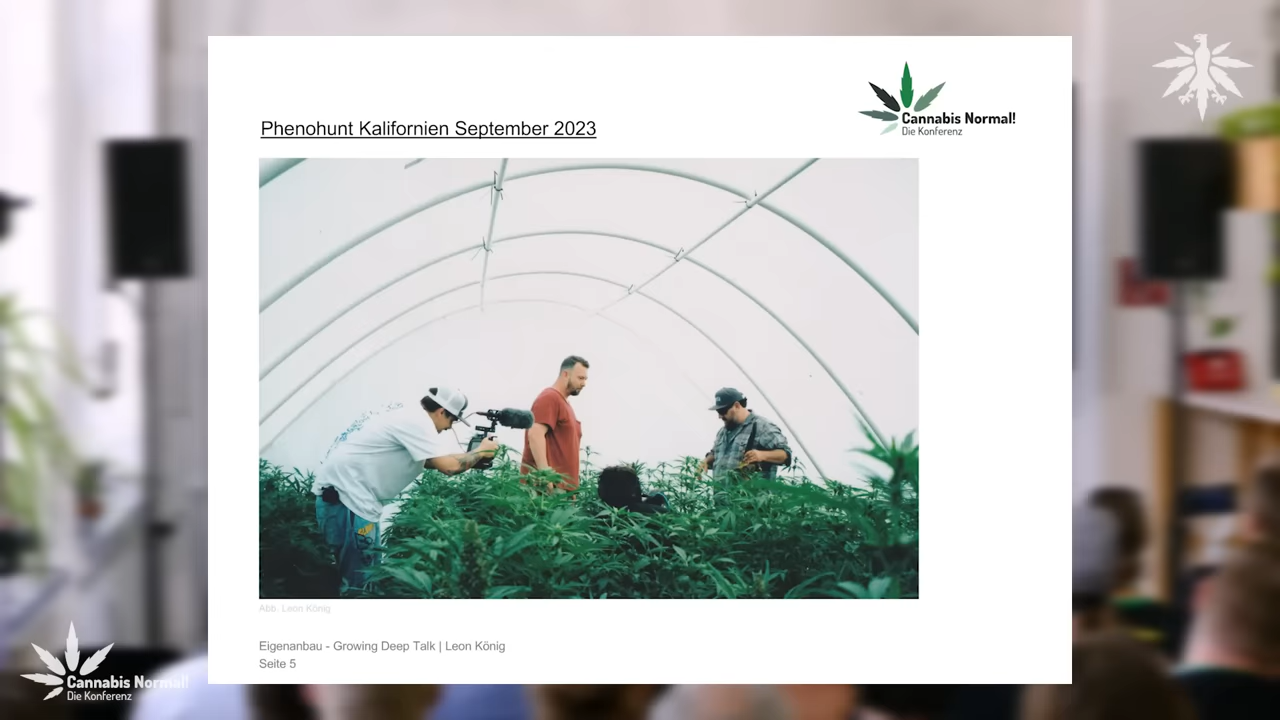 Cannabis Normal!
Die Konferenz
Phenohunt Kalifornien September 2023
Abb. Leon König
Eigenanbau - Growing Deep Talk | Leon König
Seite 5
Cannabis Normal!
Die Konferenz